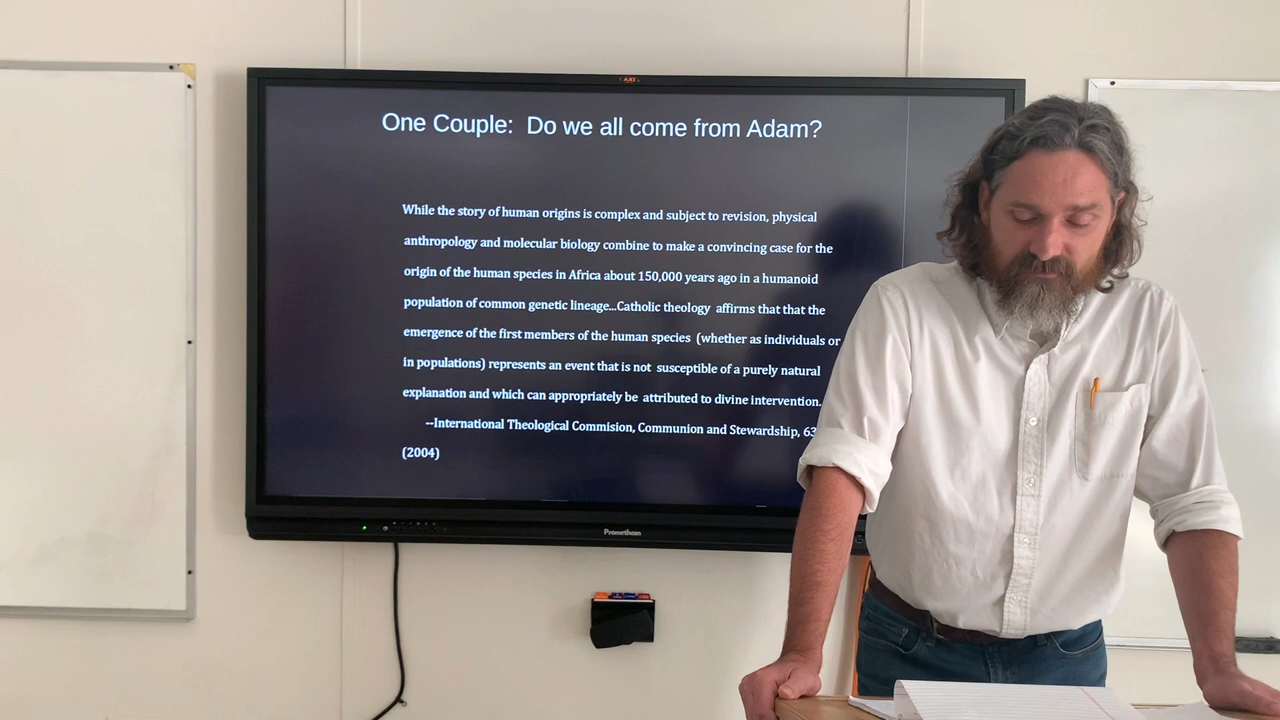 One Couple:  Do we all come from Adam?
While the story of human origins is complex and subject to revision, physical
anthropology and molecular biology combine to make a convincing case for the
origin of the human species in Africa about 150,000 years ago in a humanoid
population of common genetic lineage...Catholic theology affirms that that the
emergence of the first members of the human species (whether as individuals or
in populations) represents an event that is not susceptible of a purely natural
explanation and which can appropriately be attributed to divine intervention.
--International Theological Commision, Communion and Stewardship, 63
(2004)
Promethean